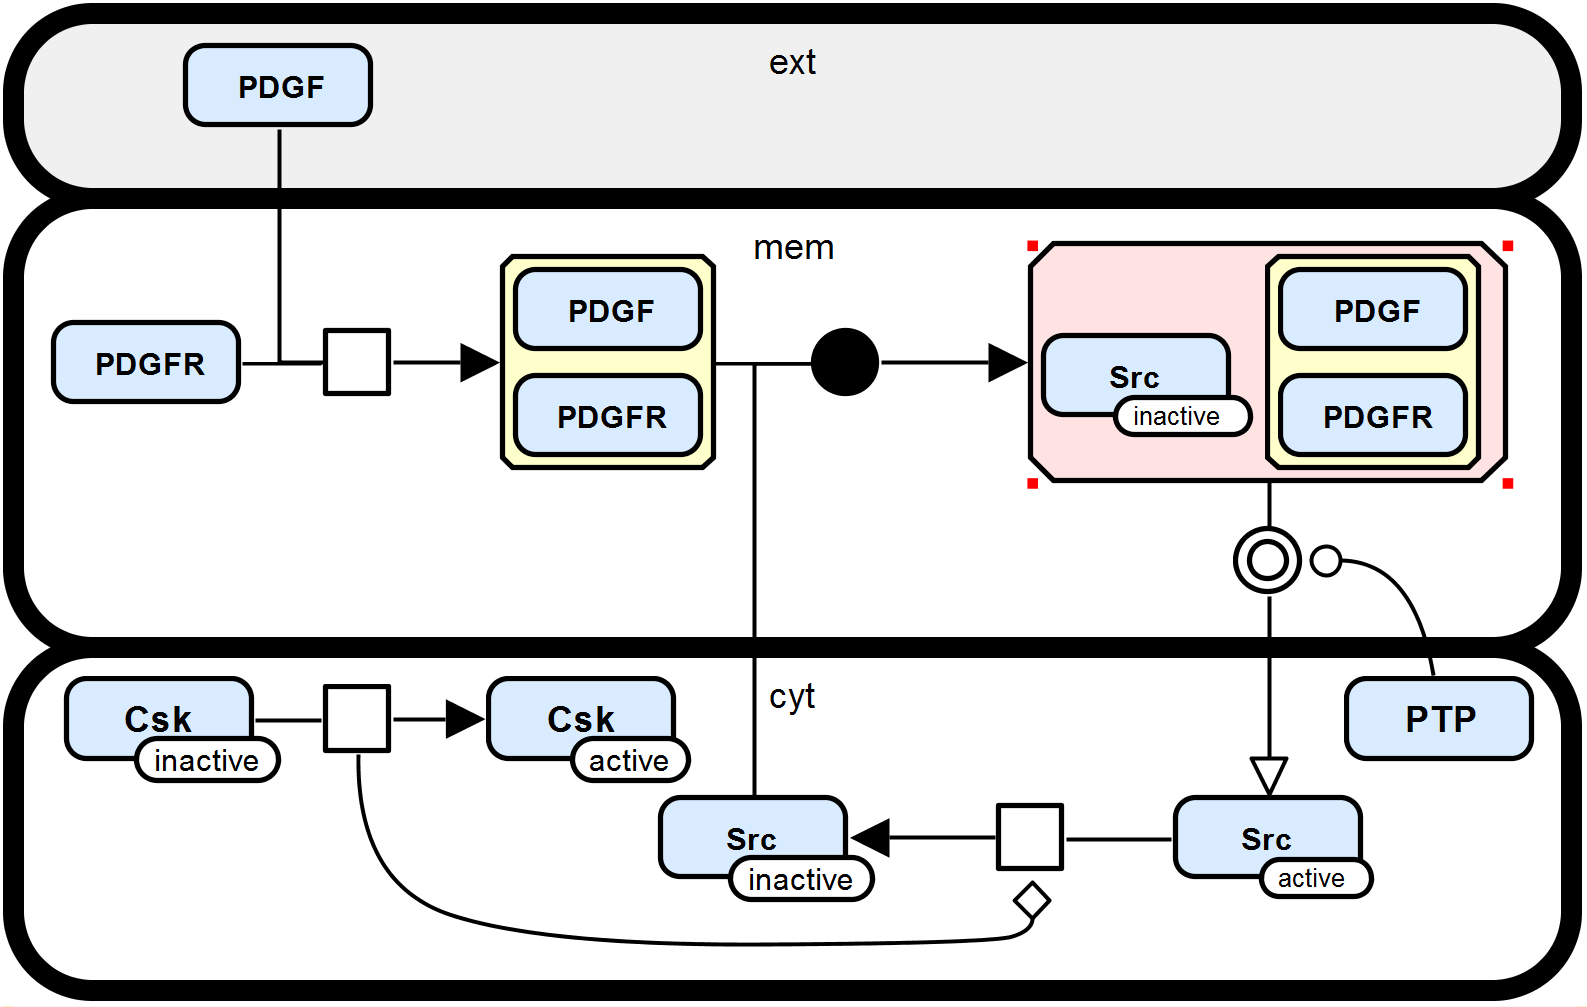 ext
PDGF
mem
PDGFR
PDGF
PDGFR
Src
inactive
PDGF
PDGFR
cyt
Csk
inactive
Csk
active
PTP
Src
inactive
Src
active